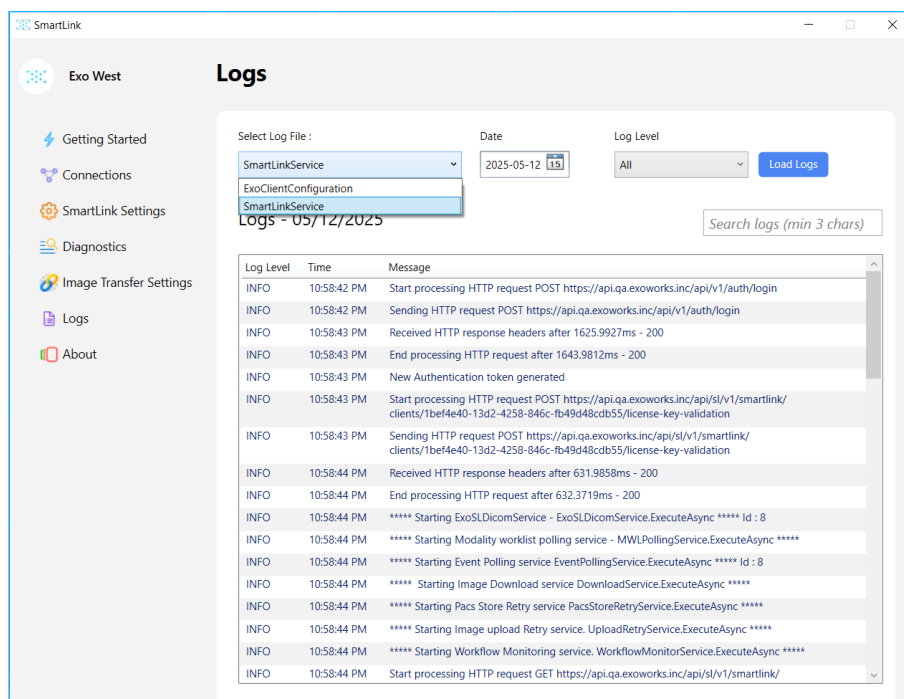 SmartLink
Exo West
Logs
Getting Started
Connections
SmartLink Settings
Diagnostics
Image Transfer Settings
Logs
About
Select Log File :
Date
Log Level
SmartLinkService
2025-05-12
15
All
Load Logs
ExoClientConfiguration
SmartLinkService
Logs - 05/12/2025
Search logs (min 3 chars)
Log Level Time Message
INFO 10:58:42 PM Start processing HTTP request POST https://api.qa.exoworks.inc/api/v1/auth/login
INFO 10:58:42 PM Sending HTTP request POST https://api.qa.exoworks.inc/api/v1/auth/login
INFO 10:58:43 PM Received HTTP response headers after 1625.9927ms - 200
INFO 10:58:43 PM End processing HTTP request after 1643.9812ms - 200
INFO 10:58:43 PM New Authentication token generated
INFO 10:58:43 PM Start processing HTTP request POST https://api.qa.exoworks.inc/api/sl/v1/smartlink/
clients/1bef4e40-13d2-4258-846c-fb49d48cdb55/license-key-validation
INFO 10:58:43 PM Sending HTTP request POST https://api.qa.exoworks.inc/api/sl/v1/smartlink/
clients/1bef4e40-13d2-4258-846c-fb49d48cdb55/license-key-validation
INFO 10:58:44 PM Received HTTP response headers after 631.9858ms - 200
INFO 10:58:44 PM End processing HTTP request after 632.3719ms - 200
INFO 10:58:44 PM ***** Starting ExoSLDicomService - ExoSLDicomService.ExecuteAsync ***** Id : 8
INFO 10:58:44 PM ***** Starting Modality worklist polling service - MWLPollingService.ExecuteAsync *****
INFO 10:58:44 PM ***** Starting Event Polling service EventPollingService.ExecuteAsync ***** Id : 8
INFO 10:58:44 PM ***** Starting Image Download service DownloadService.ExecuteAsync *****
INFO 10:58:44 PM ***** Starting Pacs Store Retry service PacsStoreRetryService.ExecuteAsync *****
INFO 10:58:44 PM ***** Starting Image upload Retry service. UploadRetryService.ExecuteAsync *****
INFO 10:58:44 PM ***** Starting Workflow Monitoring service. WorkflowMonitorService.ExecuteAsync *****
INFO 10:58:44 PM Start processing HTTP request GET https://api.qa.exoworks.inc/api/sl/v1/smartlink/